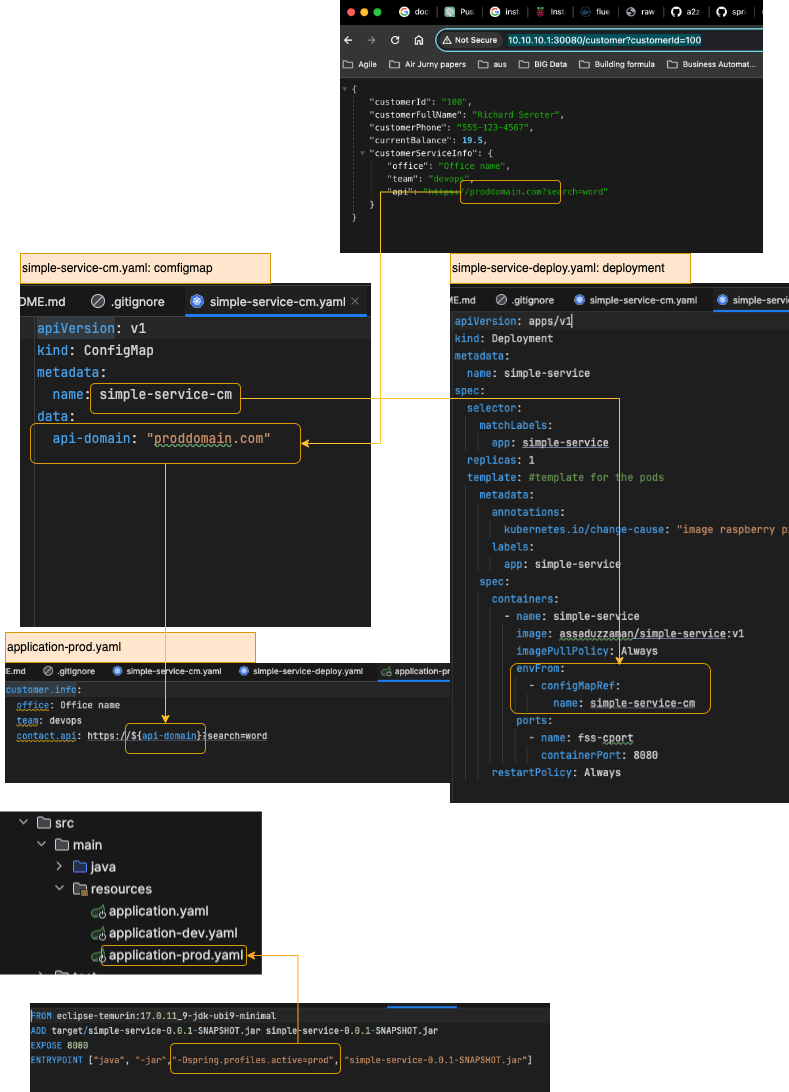 doc
Pus
inst
Inst
flue
raw
a2z
spri
Not Secure
10.10.10.1:30080/customer?customerId=100
Agile
Air Jurny papers
aus
BIG Data
Building formula
Business Automat...
{
"customerId": "100",
"customerFullName": "Richard Seroter",
"customerPhone": "555-123-4567",
"currentBalance": 19.5,
"customerServiceInfo": {
"office": "Office name",
"team": "devops",
"api": "https://proddomain.com?search=word"
}
}
simple-service-cm.yaml: comfigmap
DME.md
.gitignore
simple-service-cm.yaml
apiVersion: v1
kind: ConfigMap
metadata:
name: simple-service-cm
data:
api-domain: "proddomain.com"
simple-service-deploy.yaml: deployment
ME.md
.gitignore
simple-service-cm.yaml
simple-servic
apiVersion: apps/v1
kind: Deployment
metadata:
name: simple-service
spec:
selector:
matchLabels:
app: simple-service
replicas: 1
template: #template for the pods
metadata:
annotations:
kubernetes.io/change-cause: "image raspberry pi
labels:
app: simple-service
spec:
containers:
- name: simple-service
image: assaduzzaman/simple-service:v1
imagePullPolicy: Always
envFrom:
- configMapRef:
name: simple-service-cm
ports:
- name: fss-cport
containerPort: 8080
restartPolicy: Always
application-prod.yaml
E.md
.gitignore
simple-service-cm.yaml
simple-service-deploy.yaml
application-pr
customer.info:
office: Office name
team: devops
contact.api: https://${api-domain}?search=word
src
main
java
resources
application.yaml
application-dev.yaml
application-prod.yaml
FROM eclipse-temurin:17.0.11_9-jdk-ubi9-minimal
ADD target/simple-service-0.0.1-SNAPSHOT.jar simple-service-0.0.1-SNAPSHOT.jar
EXPOSE 8080
ENTRYPOINT ["java", "-jar","-Dspring.profiles.active=prod", "simple-service-0.0.1-SNAPSHOT.jar"]